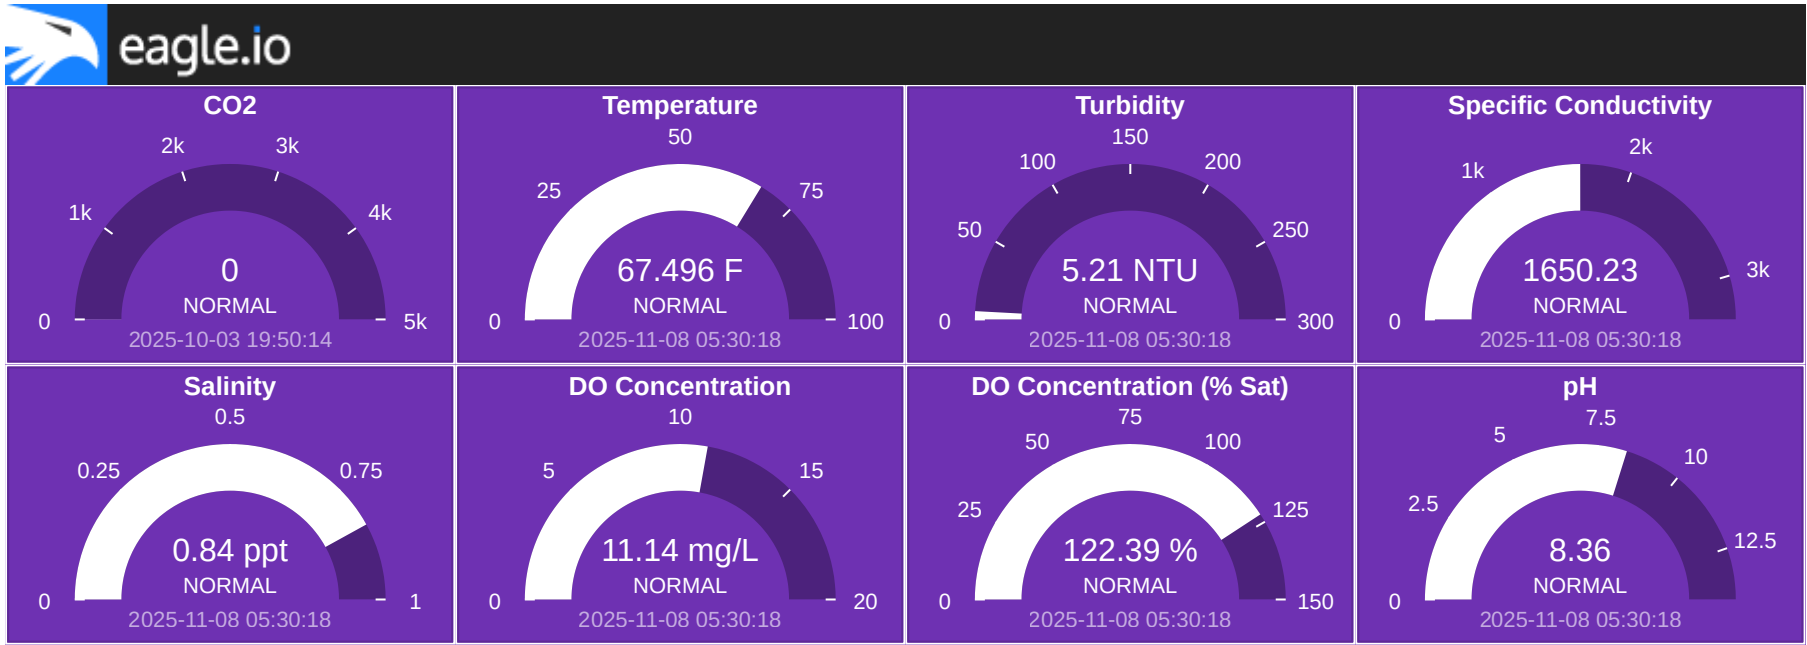 eagle.io
CO2
2k
3k
1k
4k
0
5k
0
NORMAL
2025-10-03 19:50:14
Temperature
50
25
75
0
100
67.496 F
NORMAL
2025-11-08 05:30:18
Turbidity
150
100
200
50
250
0
300
5.21 NTU
NORMAL
2025-11-08 05:30:18
Specific Conductivity
2k
1k
3k
0
1650.23
NORMAL
2025-11-08 05:30:18
Salinity
0.5
0.25
0.75
0
1
0.84 ppt
NORMAL
2025-11-08 05:30:18
DO Concentration
10
5
15
0
20
11.14 mg/L
NORMAL
2025-11-08 05:30:18
DO Concentration (% Sat)
75
50
100
25
125
0
150
122.39 %
NORMAL
2025-11-08 05:30:18
pH
7.5
5
10
2.5
12.5
0
8.36
NORMAL
2025-11-08 05:30:18